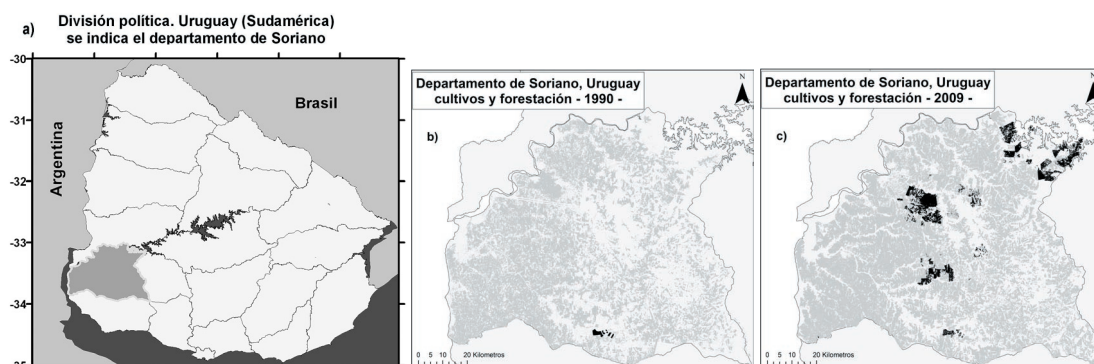 a)
División política. Uruguay (Sudamérica)
se indica el departamento de Soriano
-30
-31
-32
-33
-34
-35
Argentina
Brasil
Departamento de Soriano, Uruguay
cultivos y forestación - 1990 -
N
b)
0 5 10 20 Kilometros
Departamento de Soriano, Uruguay
cultivos y forestación - 2009 -
N
c)
0 5 10 20 Kilometros